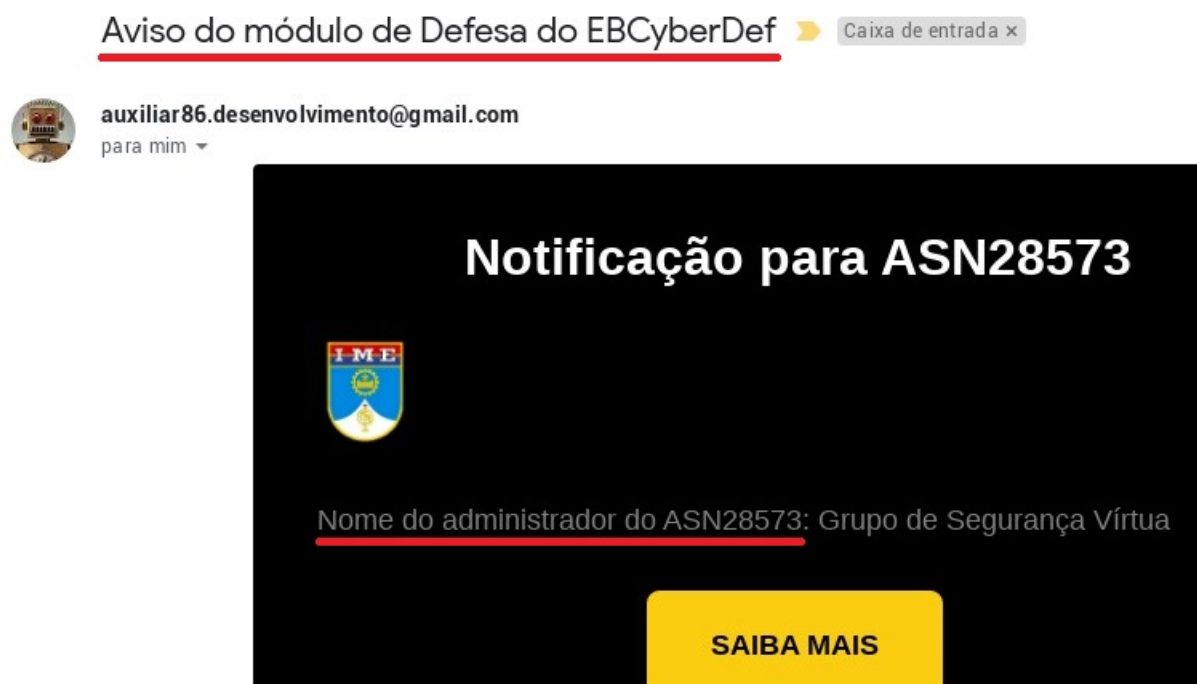 Aviso do módulo de Defesa do EBCyberDef
Caixa de entrada ×
auxiliar86.desenvolvimento@gmail.com
para mim
Notificação para ASN28573
IME
Nome do administrador do ASN28573: Grupo de Segurança Vírtua
SAIBA MAIS